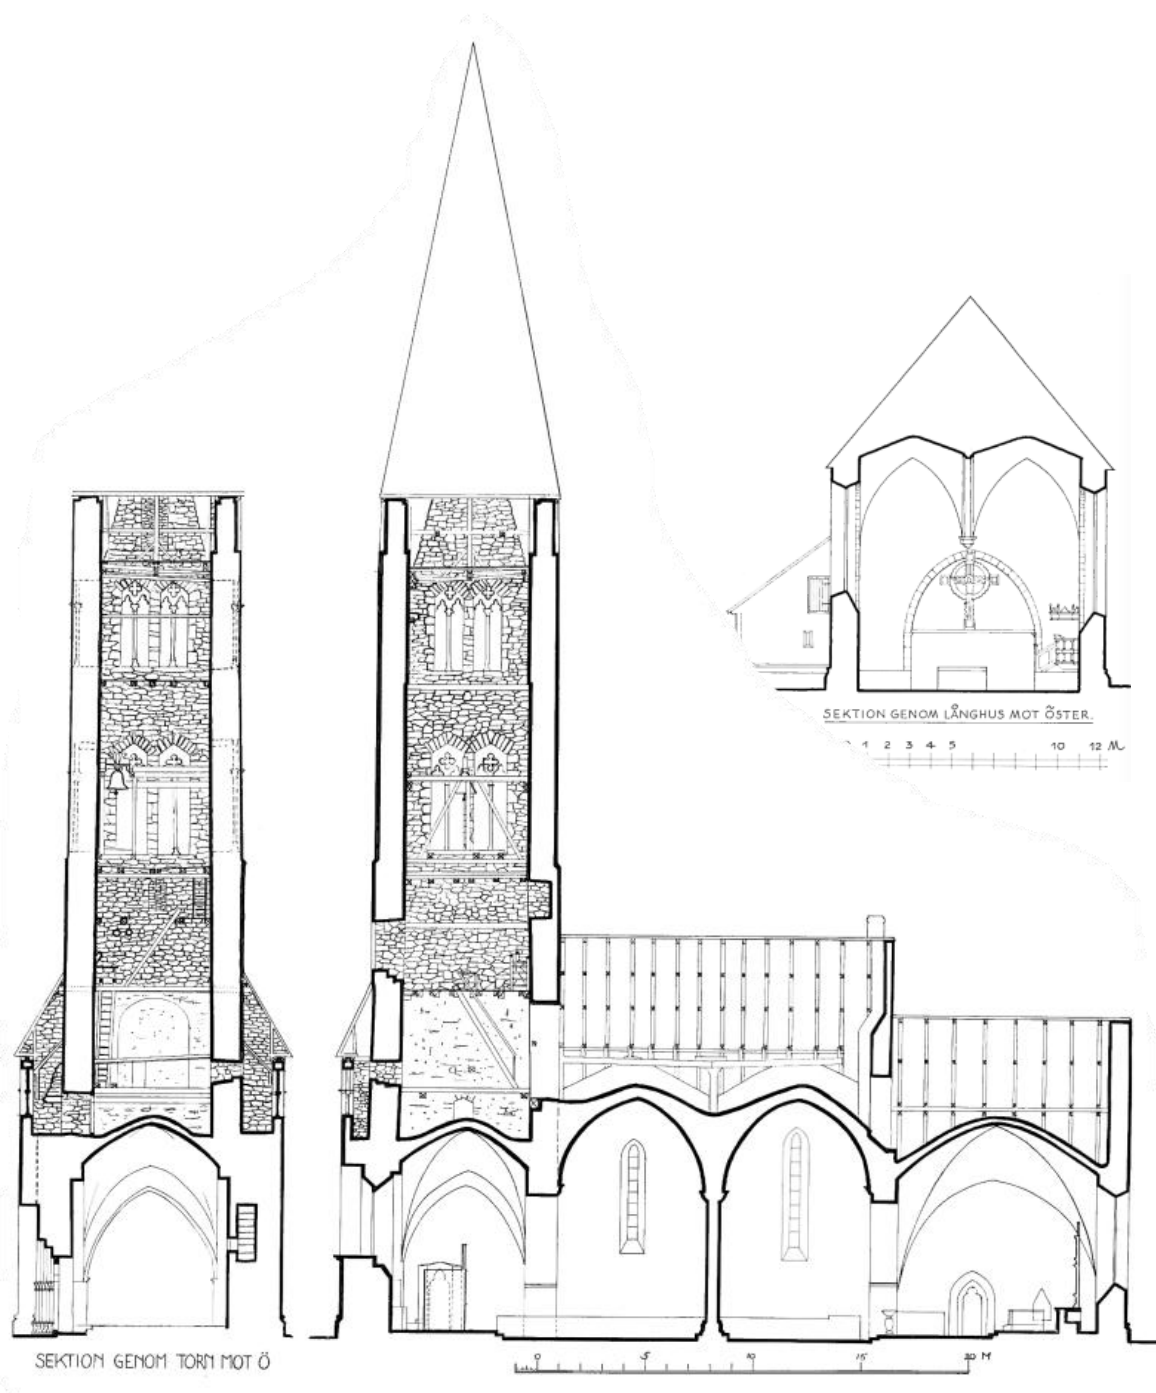 SEKTION GENOM LÅNGHUS MOT ÖSTER.
1 2 3 4 5 10 12 M
SEKTION GENOM TORN MOT Ö
0 5 10 15 20 M